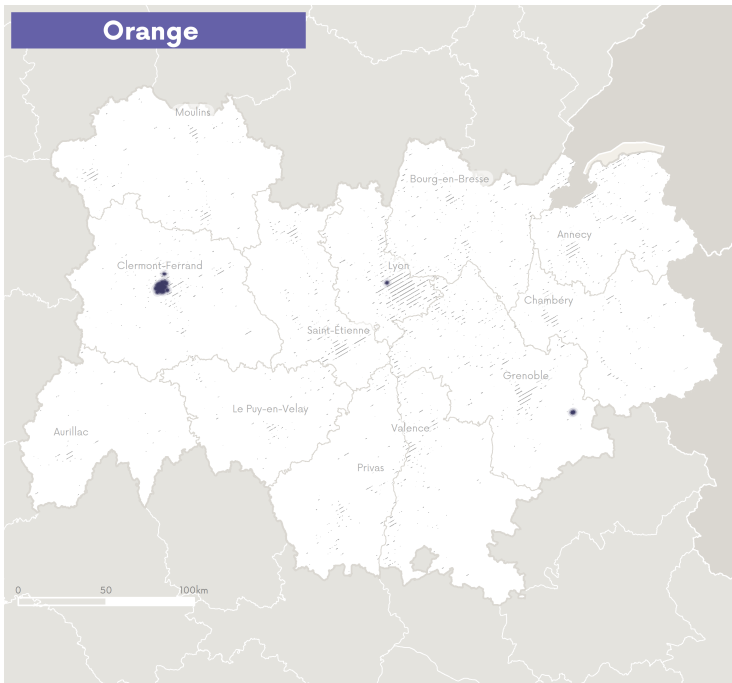 Orange
Moulins
Bourg-en-Bresse
Annecy
Clermont-Ferrand
Lyon
Chambéry
Saint-Étienne
Grenoble
Le Puy-en-Velay
Aurillac
Valence
Privas
0 50 100km